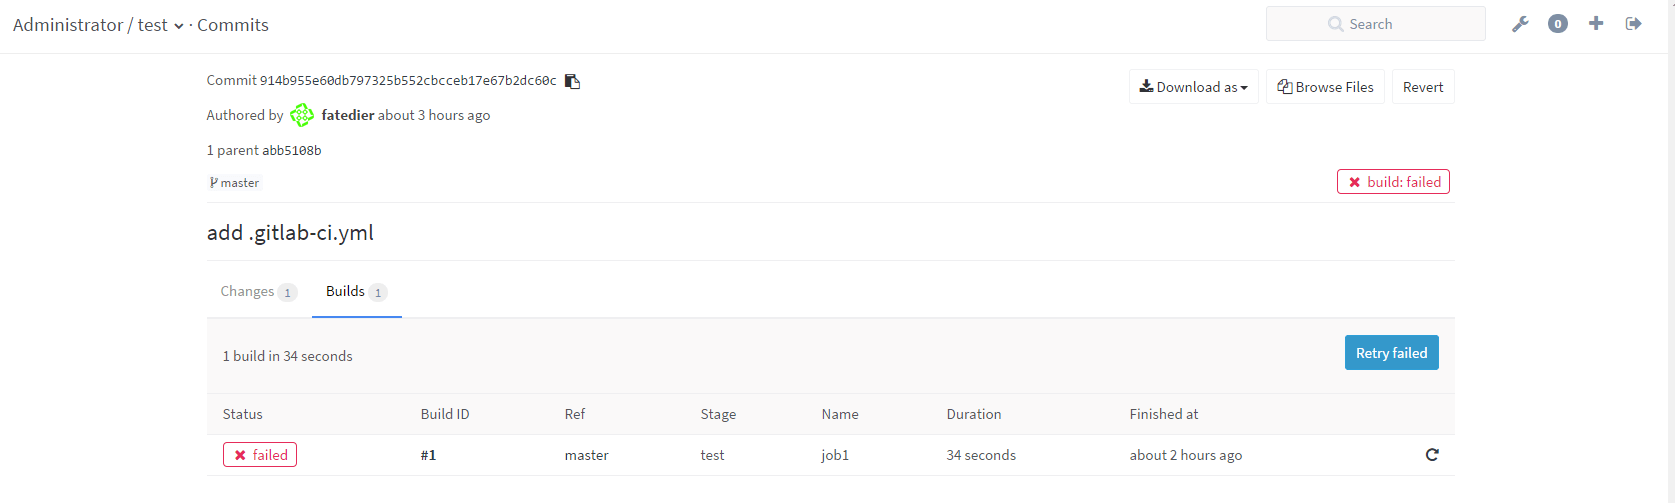 Administrator / test · Commits
Search
0
Commit 914b955e60db797325b552cbcceb17e67b2dc60c
Download as
Browse Files
Revert
Authored by fatedier about 3 hours ago
1 parent abb5108b
master
build: failed
add .gitlab-ci.yml
Changes 1
Builds 1
1 build in 34 seconds
Retry failed
Status Build ID Ref Stage Name Duration Finished at
failed #1 master test job1 34 seconds about 2 hours ago